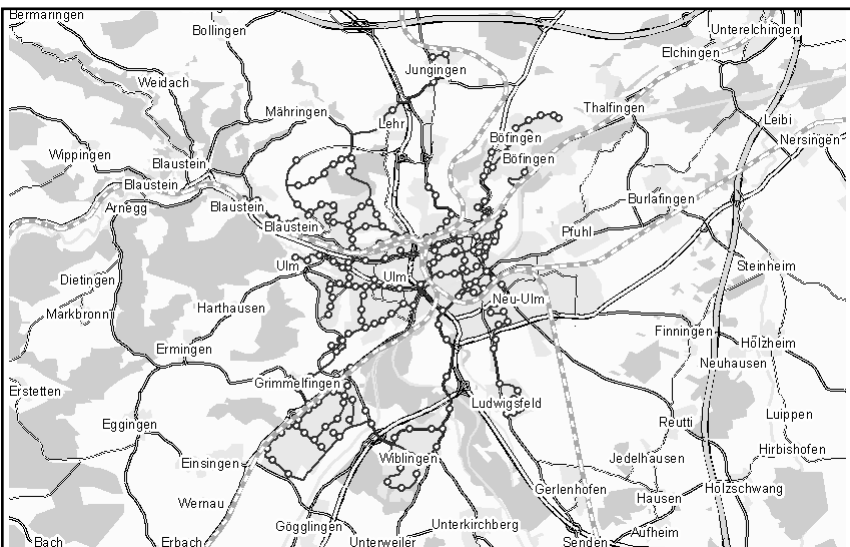 Bermaringen
Bollingen
Unterelchingen
Elchingen
Jungingen
Weidach
Thalfingen
Mähringen
Lehr
Leibi
Böfingen
Nersingen
Wippingen
Blaustein
Böfingen
Blaustein
Arnegg
Blaustein
Burlafingen
Blaustein
Pfuhl
Ulm
Ulm
Steinheim
Dietingen
Harthausen
Neu-Ulm
Markbronn
Finningen
Holzheim
Ermingen
Neuhausen
Grimmelfingen
Erstetten
Ludwigsfeld
Luippen
Eggingen
Reutti
Hirbishofen
Einsingen
Wiblingen
Jedelhausen
Gerlenhofen
Holzschwang
Wernau
Hausen
Gögglingen
Unterkirchberg
Aufheim
Bach
Erbach
Unterweiler
Senden